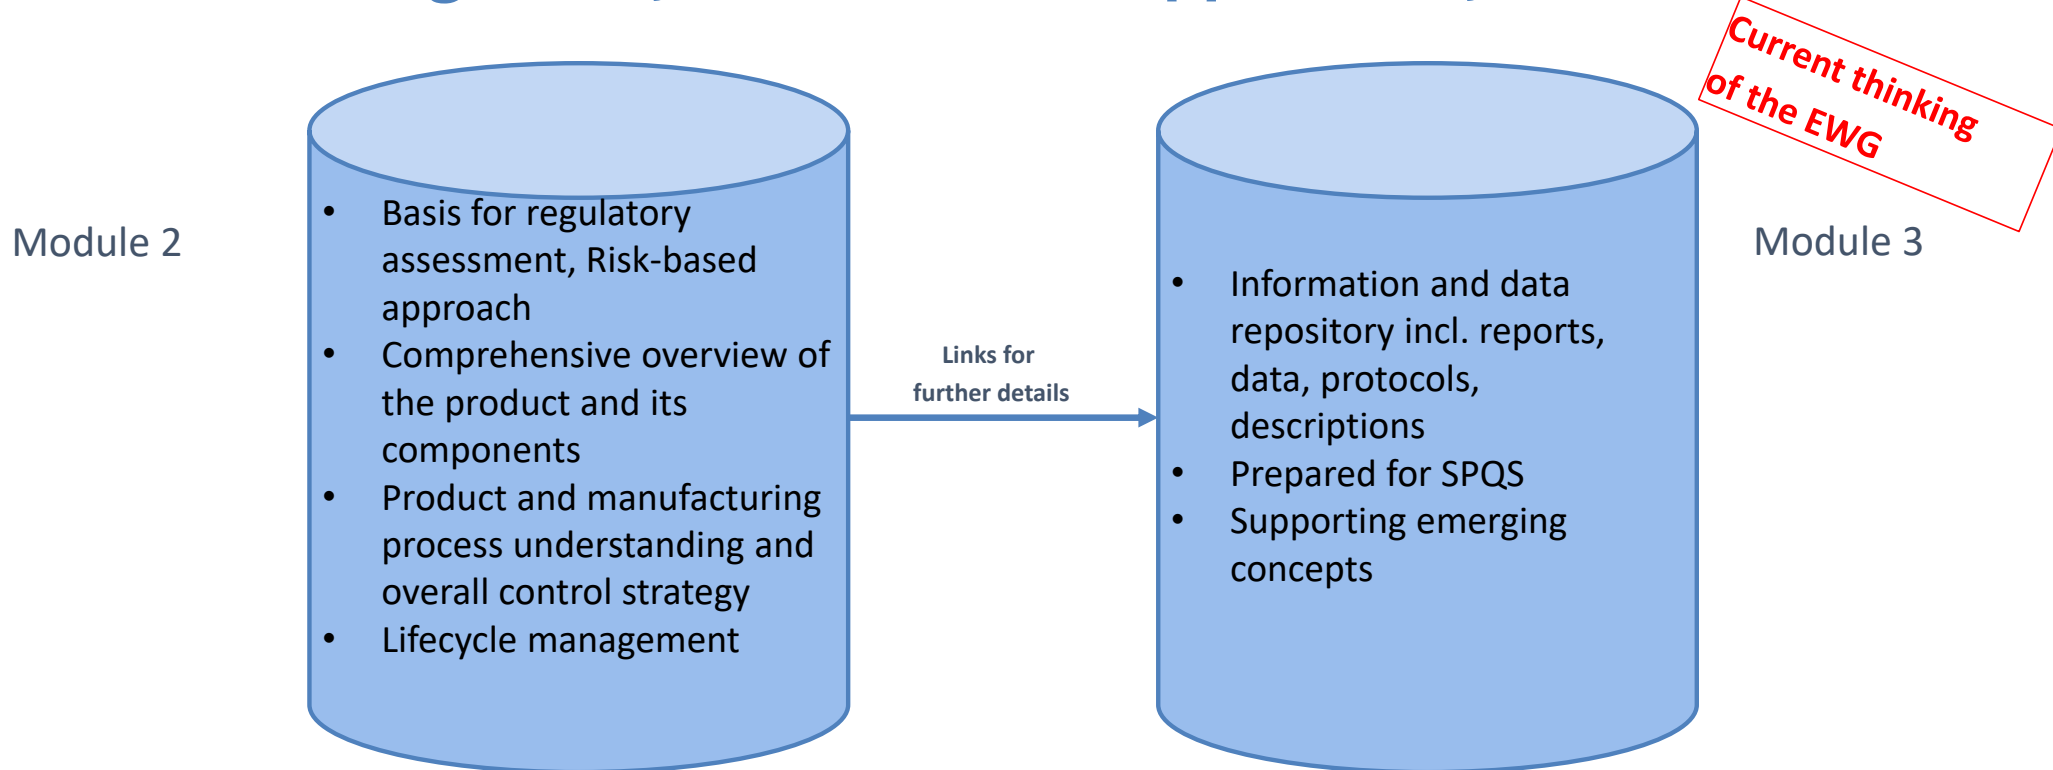 Module 2
• Basis for regulatory
assessment, Risk-based
approach
• Comprehensive overview of
the product and its
components
• Product and manufacturing
process understanding and
overall control strategy
• Lifecycle management
Links for
further details
• Information and data
repository incl. reports,
data, protocols,
descriptions
• Prepared for SPQS
• Supporting emerging
concepts
Module 3
Current thinking
of the EWG